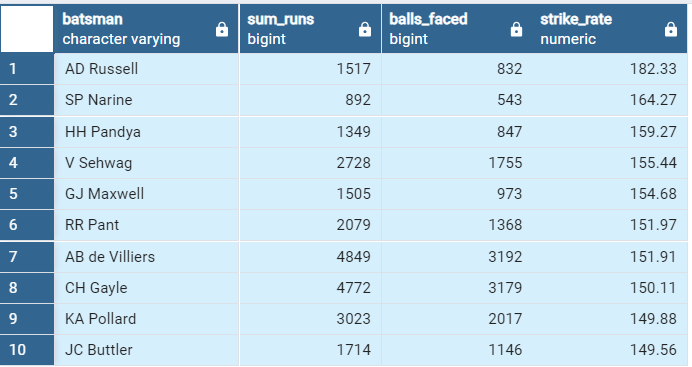 batsman sum_runs balls_faced strike_rate
character varying bigint bigint numeric
1 AD Russell 1517 832 182.33
2 SP Narine 892 543 164.27
3 HH Pandya 1349 847 159.27
4 V Sehwag 2728 1755 155.44
5 GJ Maxwell 1505 973 154.68
6 RR Pant 2079 1368 151.97
7 AB de Villiers 4849 3192 151.91
8 CH Gayle 4772 3179 150.11
9 KA Pollard 3023 2017 149.88
10 JC Buttler 1714 1146 149.56